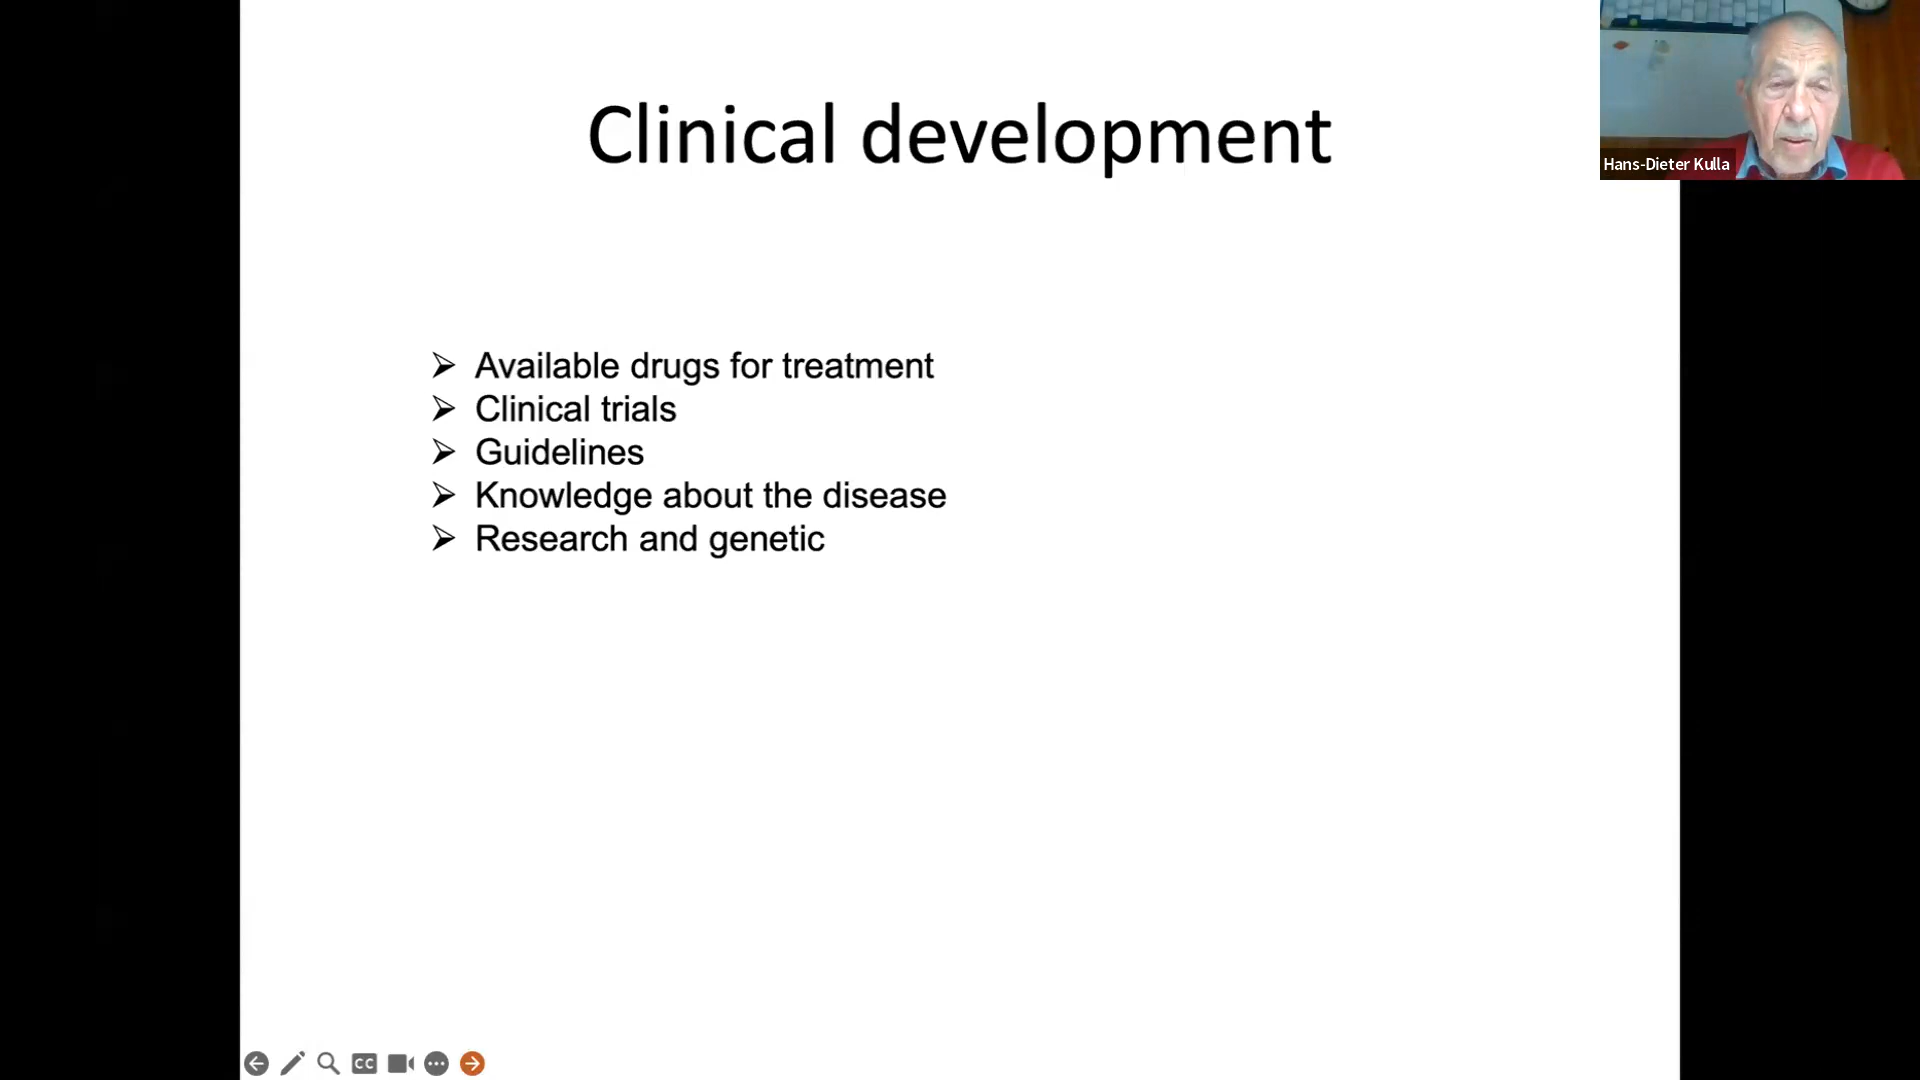 Clinical development
Hans-Dieter Kulla
➢ Available drugs for treatment
➢ Clinical trials
➢ Guidelines
➢ Knowledge about the disease
➢ Research and genetic
CC